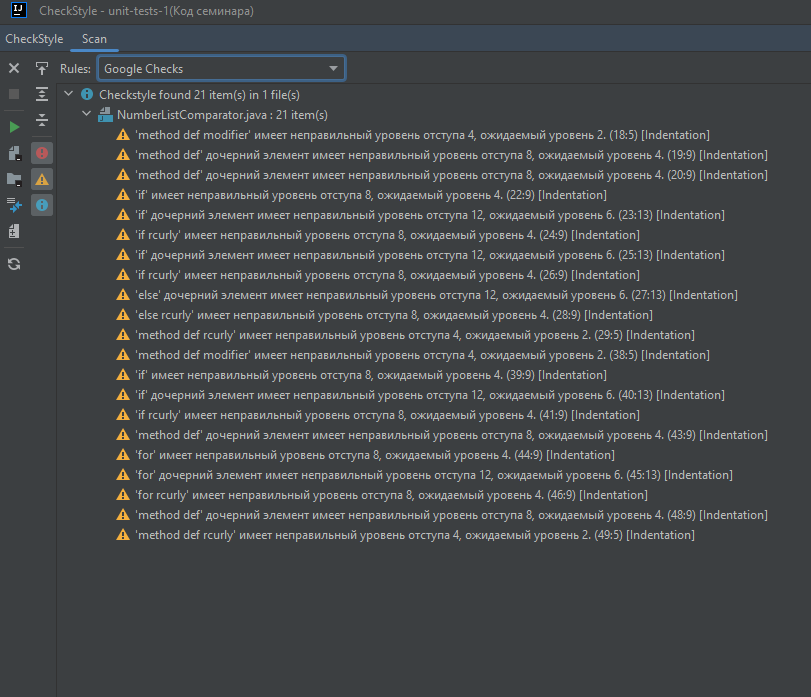 IJ
CheckStyle - unit-tests-1(Код семинара)
CheckStyle Scan
Rules: Google Checks
Checkstyle found 21 item(s) in 1 file(s)
NumberListComparator.java : 21 item(s)
'method def modifier' имеет неправильный уровень отступа 4, ожидаемый уровень 2. (18:5) [Indentation]
'method def' дочерний элемент имеет неправильный уровень отступа 8, ожидаемый уровень 4. (19:9) [Indentation]
'method def' дочерний элемент имеет неправильный уровень отступа 8, ожидаемый уровень 4. (20:9) [Indentation]
'if' имеет неправильный уровень отступа 8, ожидаемый уровень 4. (22:9) [Indentation]
'if' дочерний элемент имеет неправильный уровень отступа 12, ожидаемый уровень 6. (23:13) [Indentation]
'if rcurly' имеет неправильный уровень отступа 8, ожидаемый уровень 4. (24:9) [Indentation]
'if' дочерний элемент имеет неправильный уровень отступа 12, ожидаемый уровень 6. (25:13) [Indentation]
'if rcurly' имеет неправильный уровень отступа 8, ожидаемый уровень 4. (26:9) [Indentation]
'else' дочерний элемент имеет неправильный уровень отступа 12, ожидаемый уровень 6. (27:13) [Indentation]
'else rcurly' имеет неправильный уровень отступа 8, ожидаемый уровень 4. (28:9) [Indentation]
'method def rcurly' имеет неправильный уровень отступа 4, ожидаемый уровень 2. (29:5) [Indentation]
'method def modifier' имеет неправильный уровень отступа 4, ожидаемый уровень 2. (38:5) [Indentation]
'if' имеет неправильный уровень отступа 8, ожидаемый уровень 4. (39:9) [Indentation]
'if' дочерний элемент имеет неправильный уровень отступа 12, ожидаемый уровень 6. (40:13) [Indentation]
'if rcurly' имеет неправильный уровень отступа 8, ожидаемый уровень 4. (41:9) [Indentation]
'method def' дочерний элемент имеет неправильный уровень отступа 8, ожидаемый уровень 4. (43:9) [Indentation]
'for' имеет неправильный уровень отступа 8, ожидаемый уровень 4. (44:9) [Indentation]
'for' дочерний элемент имеет неправильный уровень отступа 12, ожидаемый уровень 6. (45:13) [Indentation]
'for rcurly' имеет неправильный уровень отступа 8, ожидаемый уровень 4. (46:9) [Indentation]
'method def' дочерний элемент имеет неправильный уровень отступа 8, ожидаемый уровень 4. (48:9) [Indentation]
'method def rcurly' имеет неправильный уровень отступа 4, ожидаемый уровень 2. (49:5) [Indentation]